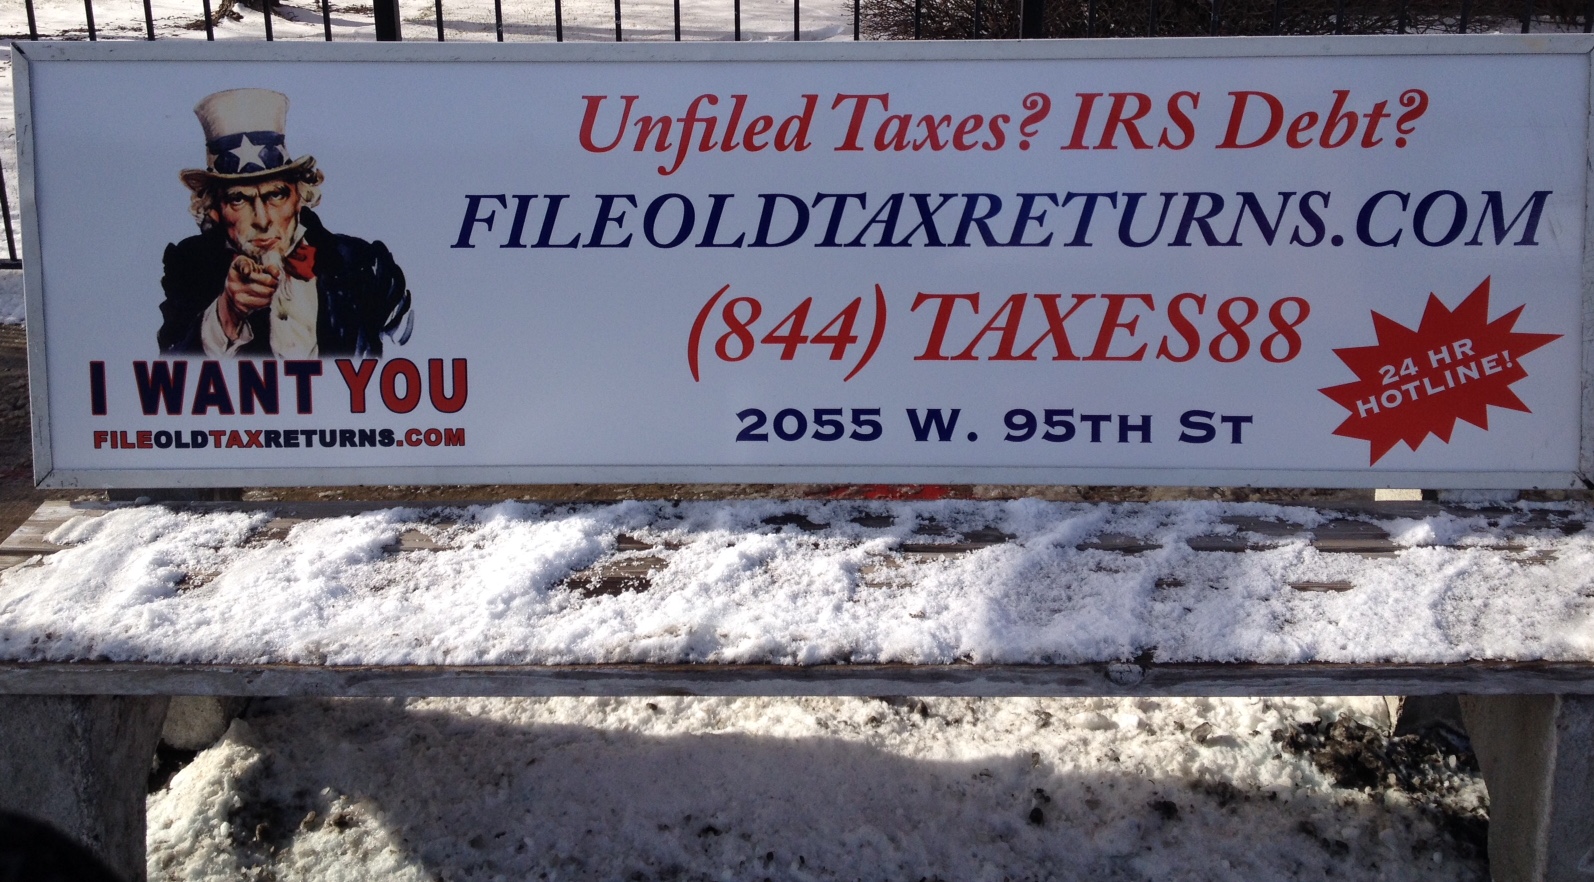 I WANT YOU
FILEOLDTAXRETURNS.COM
Unfiled Taxes? IRS Debt?
FILEOLDTAXRETURNS.COM
(844) TAXES88
2055 W. 95TH ST
24 HR
HOTLINE!